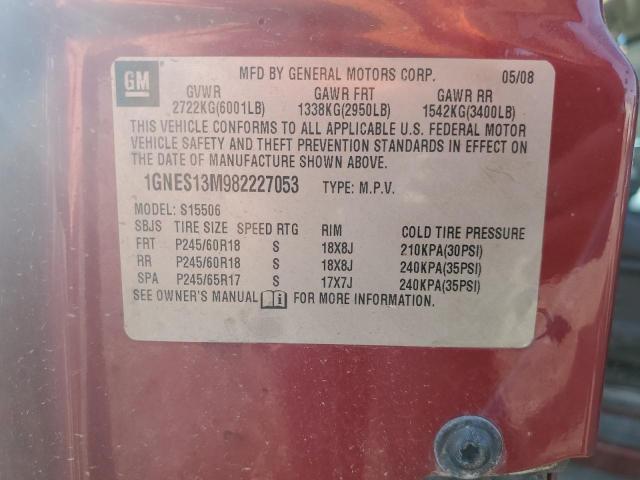 GM
MFD BY GENERAL MOTORS CORP. 05/08
GVWR GAWR FRT GAWR RR
2722KG(6001LB) 1338KG(2950LB) 1542KG(3400LB)
THIS VEHICLE CONFORMS TO ALL APPLICABLE U.S. FEDERAL MOTOR
VEHICLE SAFETY AND THEFT PREVENTION STANDARDS IN EFFECT ON
THE DATE OF MANUFACTURE SHOWN ABOVE.
1GNES13M982227053 TYPE: M.P.V.
MODEL: S15506
SBJS TIRE SIZE SPEED RTG RIM COLD TIRE PRESSURE
FRT P245/60R18 S 18X8J 210KPA(30PSI)
RR P245/60R18 S 18X8J 240KPA(35PSI)
SPA P245/65R17 S 17X7J 240KPA(35PSI)
SEE OWNER'S MANUAL FOR MORE INFORMATION.